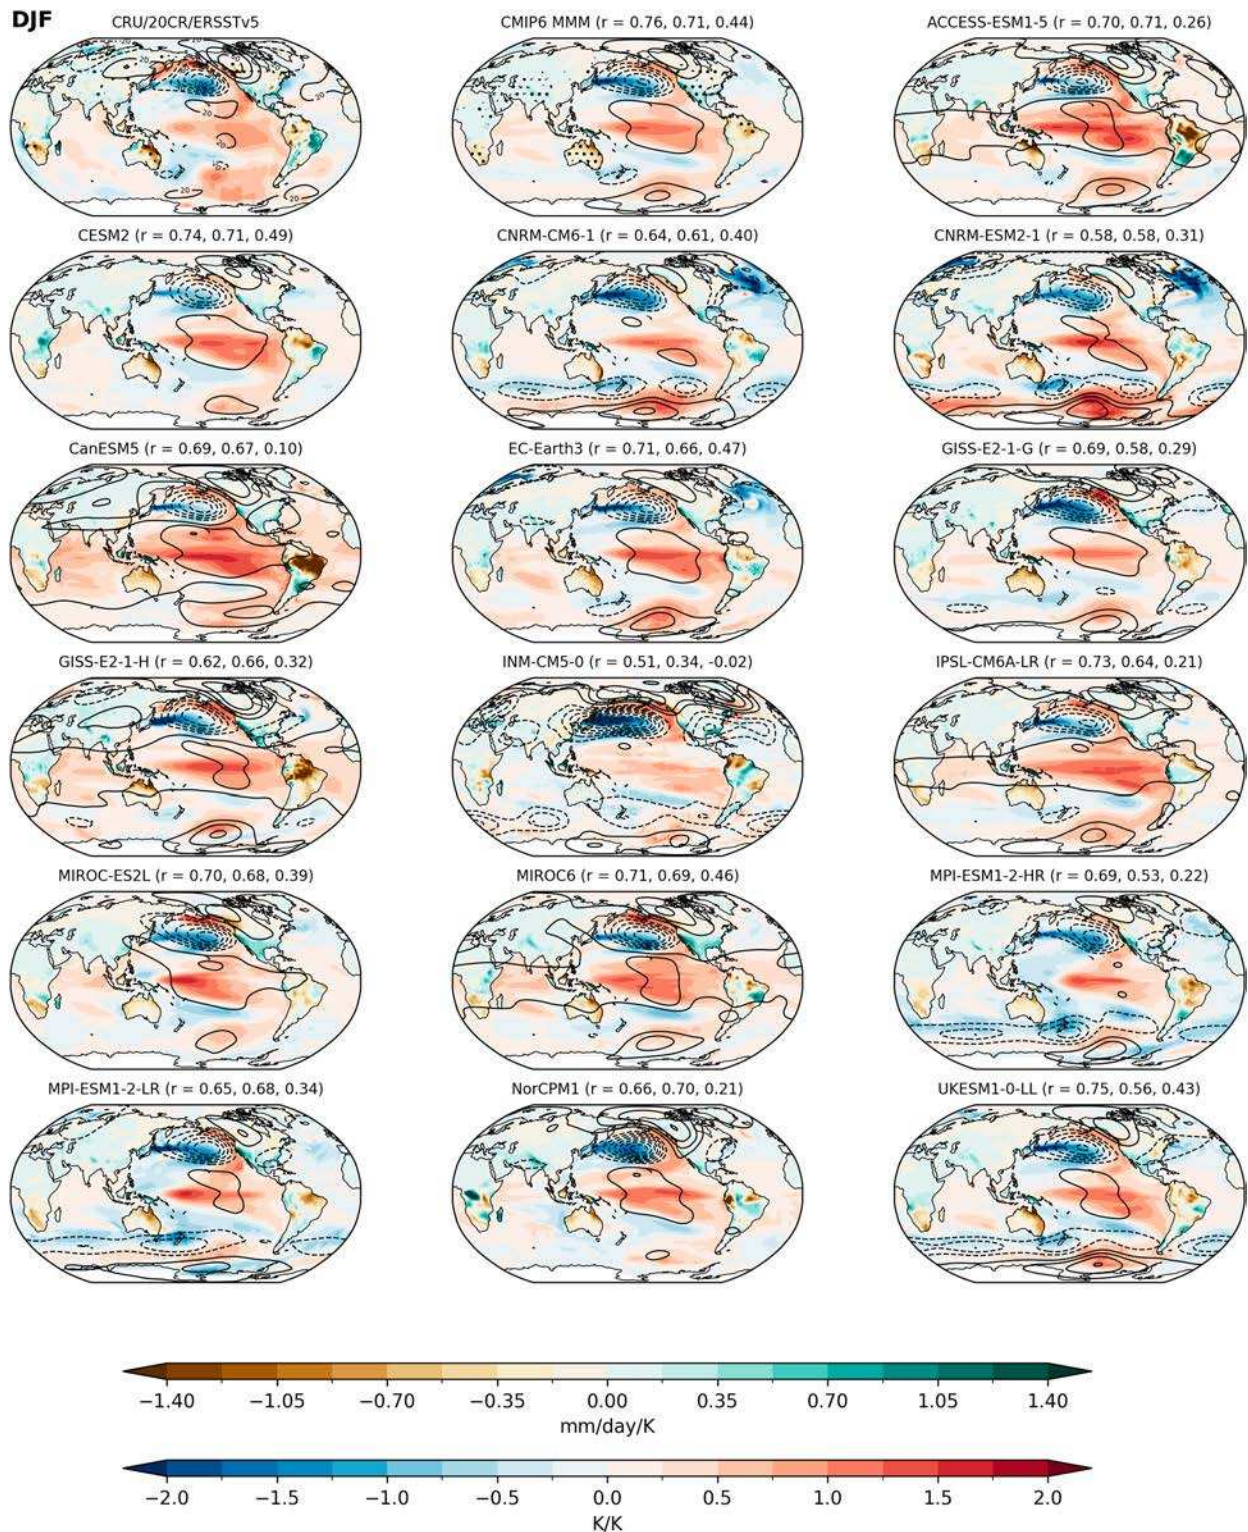 DJF
CRU/20CR/ERSSTv5
CMIP6 MMM (r = 0.76, 0.71, 0.44)
ACCESS-ESM1-5 (r = 0.70, 0.71, 0.26)
CESM2 (r = 0.74, 0.71, 0.49)
CNRM-CM6-1 (r = 0.64, 0.61, 0.40)
CNRM-ESM2-1 (r = 0.58, 0.58, 0.31)
CanESM5 (r = 0.69, 0.67, 0.10)
EC-Earth3 (r = 0.71, 0.66, 0.47)
GISS-E2-1-G (r = 0.69, 0.58, 0.29)
GISS-E2-1-H (r = 0.62, 0.66, 0.32)
INM-CM5-0 (r = 0.51, 0.34, -0.02)
IPSL-CM6A-LR (r = 0.73, 0.64, 0.21)
MIROC-ES2L (r = 0.70, 0.68, 0.39)
MIROC6 (r = 0.71, 0.69, 0.46)
MPI-ESM1-2-HR (r = 0.69, 0.53, 0.22)
MPI-ESM1-2-LR (r = 0.65, 0.68, 0.34)
NorCPM1 (r = 0.66, 0.70, 0.21)
UKESM1-0-LL (r = 0.75, 0.56, 0.43)
−1.40 −1.05 −0.70 −0.35 0.00 0.35 0.70 1.05 1.40
mm/day/K
−2.0 −1.5 −1.0 −0.5 0.0 0.5 1.0 1.5 2.0
K/K